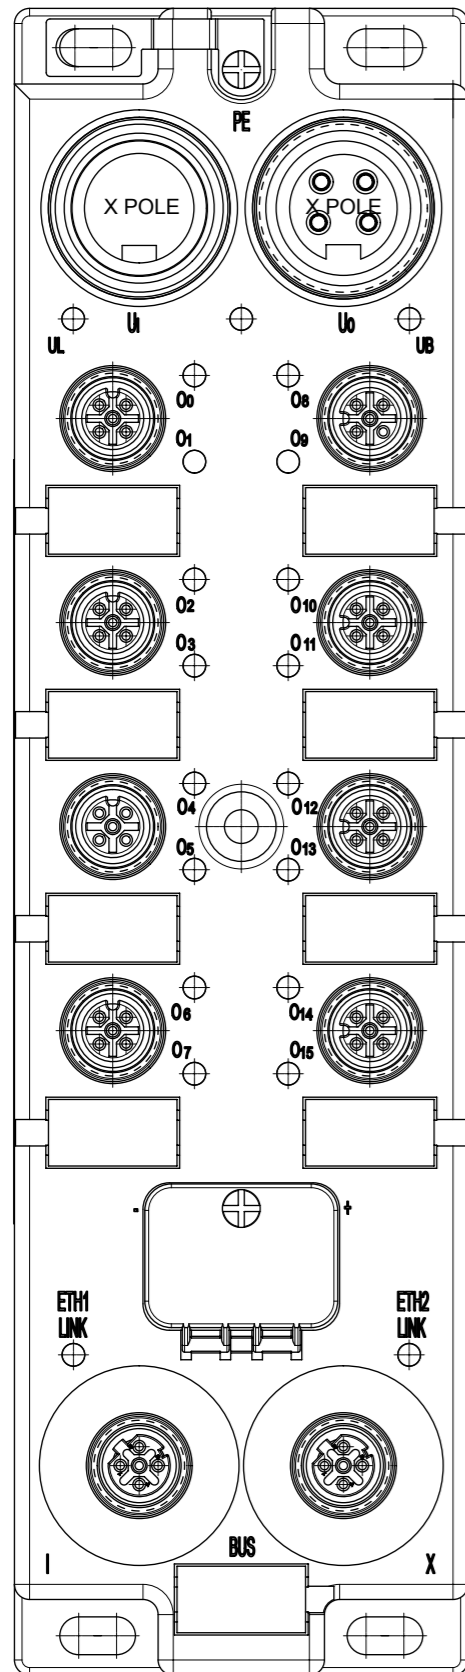 PE
X POLE X POLE
UI UO
UL UB
O0 O8
O1 O9
O2 O10
O3 O11
O4 O12
O5 O13
O6 O14
O7 O15
- +
ETH1 ETH2
LINK LINK
BUS
I X